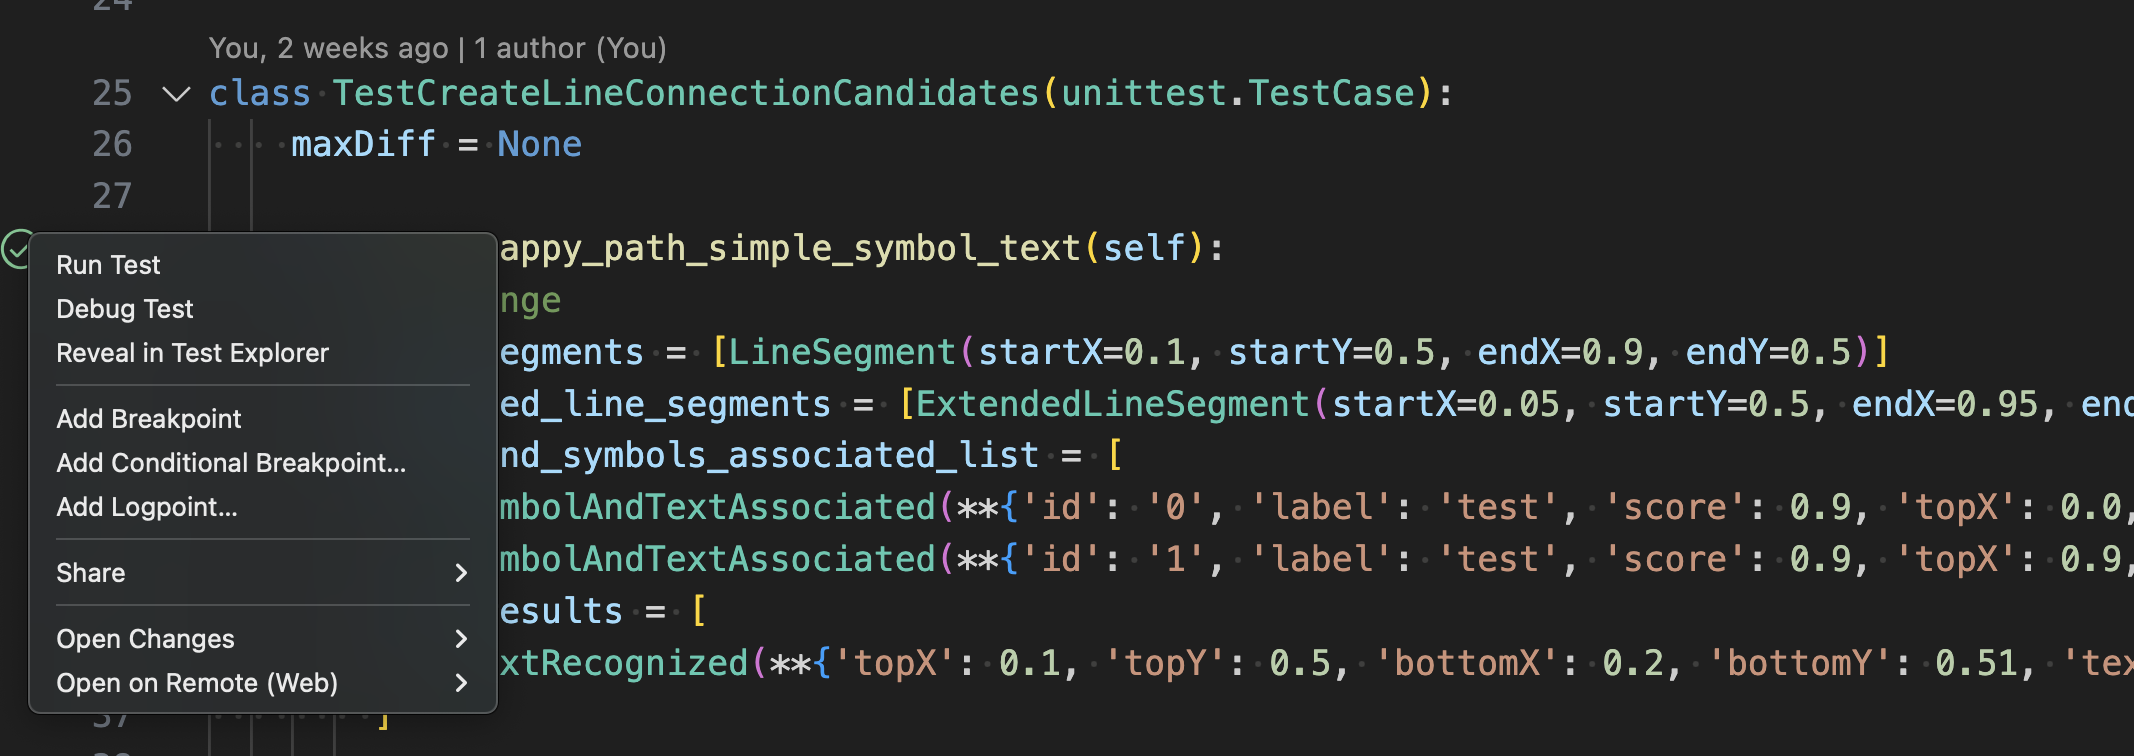 24
You, 2 weeks ago | 1 author (You)
25 class TestCreateLineConnectionCandidates(unittest.TestCase):
26 maxDiff = None
27
appy_path_simple_symbol_text(self):
Run Test
nge
Debug Test
Reveal in Test Explorer
egments = [LineSegment(startX=0.1, startY=0.5, endX=0.9, endY=0.5)]
ed_line_segments = [ExtendedLineSegment(startX=0.05, startY=0.5, endX=0.95, end
Add Breakpoint
nd_symbols_associated_list = [
Add Conditional Breakpoint...
Add Logpoint...
mbolAndTextAssociated(**{'id': '0', 'label': 'test', 'score': 0.9, 'topX': 0.0,
mbolAndTextAssociated(**{'id': '1', 'label': 'test', 'score': 0.9, 'topX': 0.9,
Share
esults = [
Open Changes
xtRecognized(**{'topX': 0.1, 'topY': 0.5, 'bottomX': 0.2, 'bottomY': 0.51, 'tex
Open on Remote (Web)
37 ]